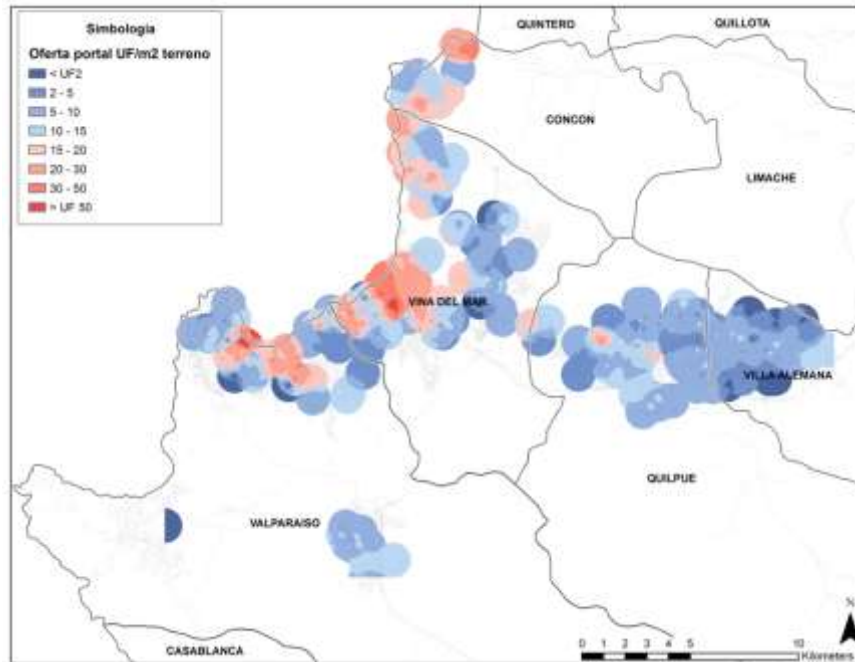 Simbología
Oferta portal UF/m2 terreno
< UF2
2 - 5
5 - 10
10 - 15
15 - 20
20 - 30
30 - 50
> UF 50
QUINTERO
QUILLOTA
CONCON
LIMACHE
VINA DEL MAR
VILLA ALEMANA
QUILPUE
VALPARAISO
CASABLANCA
N
0 1 2 3 4 5 10
Kilometers